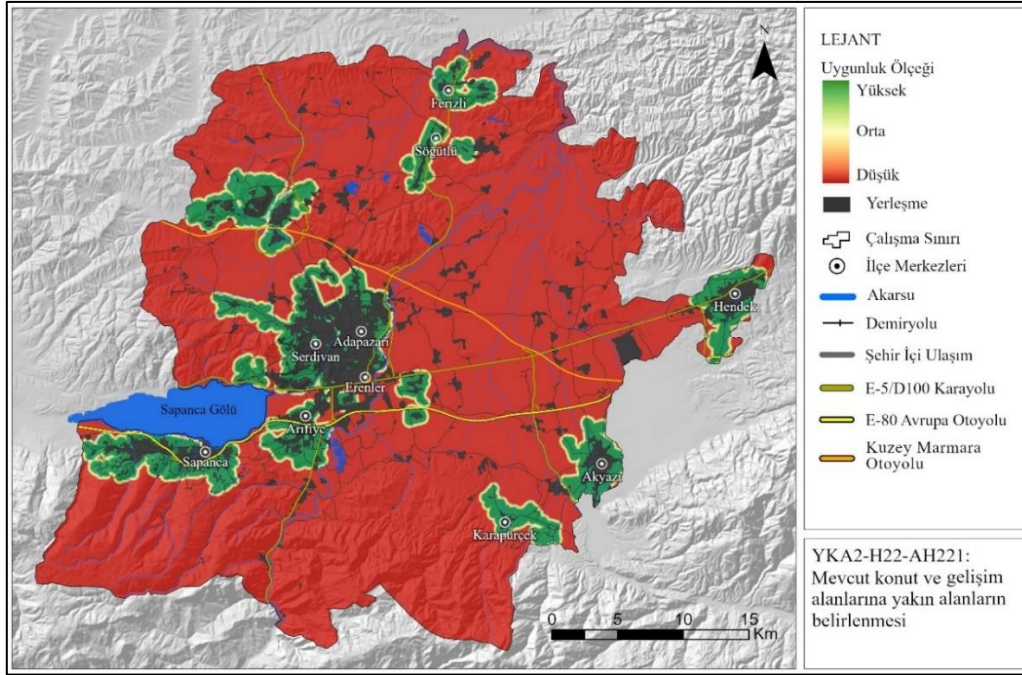 N
Ferizli
Söğütlü
Hendek
Adapazarı
Serdivan
Erenler
Sapanca Gölü
Arifiye
Sapanca
Akyazı
Karapürçek
0 5 10 15
Km
LEJANT
Uygunluk Ölçeği
Yüksek
Orta
Düşük
Yerleşme
Çalışma Sınırı
İlçe Merkezleri
Akarsu
Demiryolu
Şehir İçi Ulaşım
E-5/D100 Karayolu
E-80 Avrupa Otoyolu
Kuzey Marmara
Otoyolu
YKA2-H22-AH221:
Mevcut konut ve gelişim
alanlarına yakın alanların
belirlenmesi